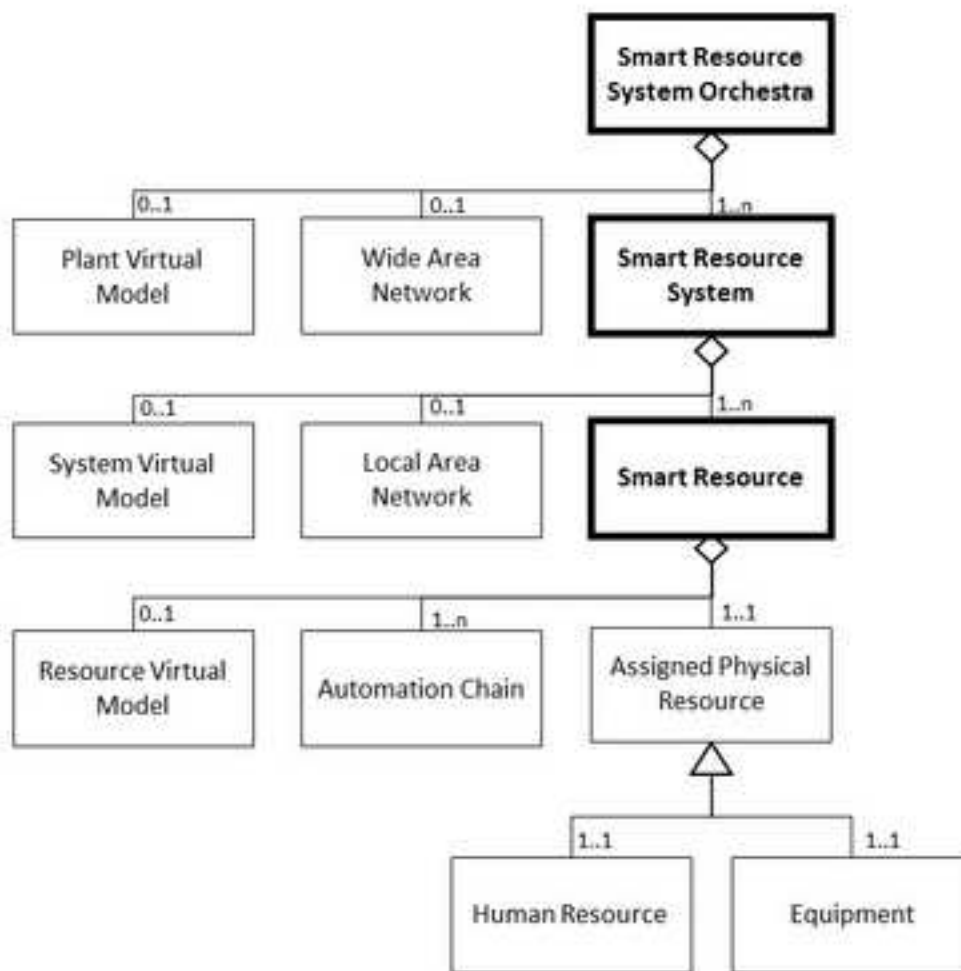 Smart Resource
System Orchestra
0..1
0..1
1..n
Plant Virtual
Model
Wide Area
Network
Smart Resource
System
0..1
0..1
1..n
System Virtual
Model
Local Area
Network
Smart Resource
0..1
1..n
1..1
Resource Virtual
Model
Automation Chain
Assigned Physical
Resource
1..1
1..1
Human Resource
Equipment